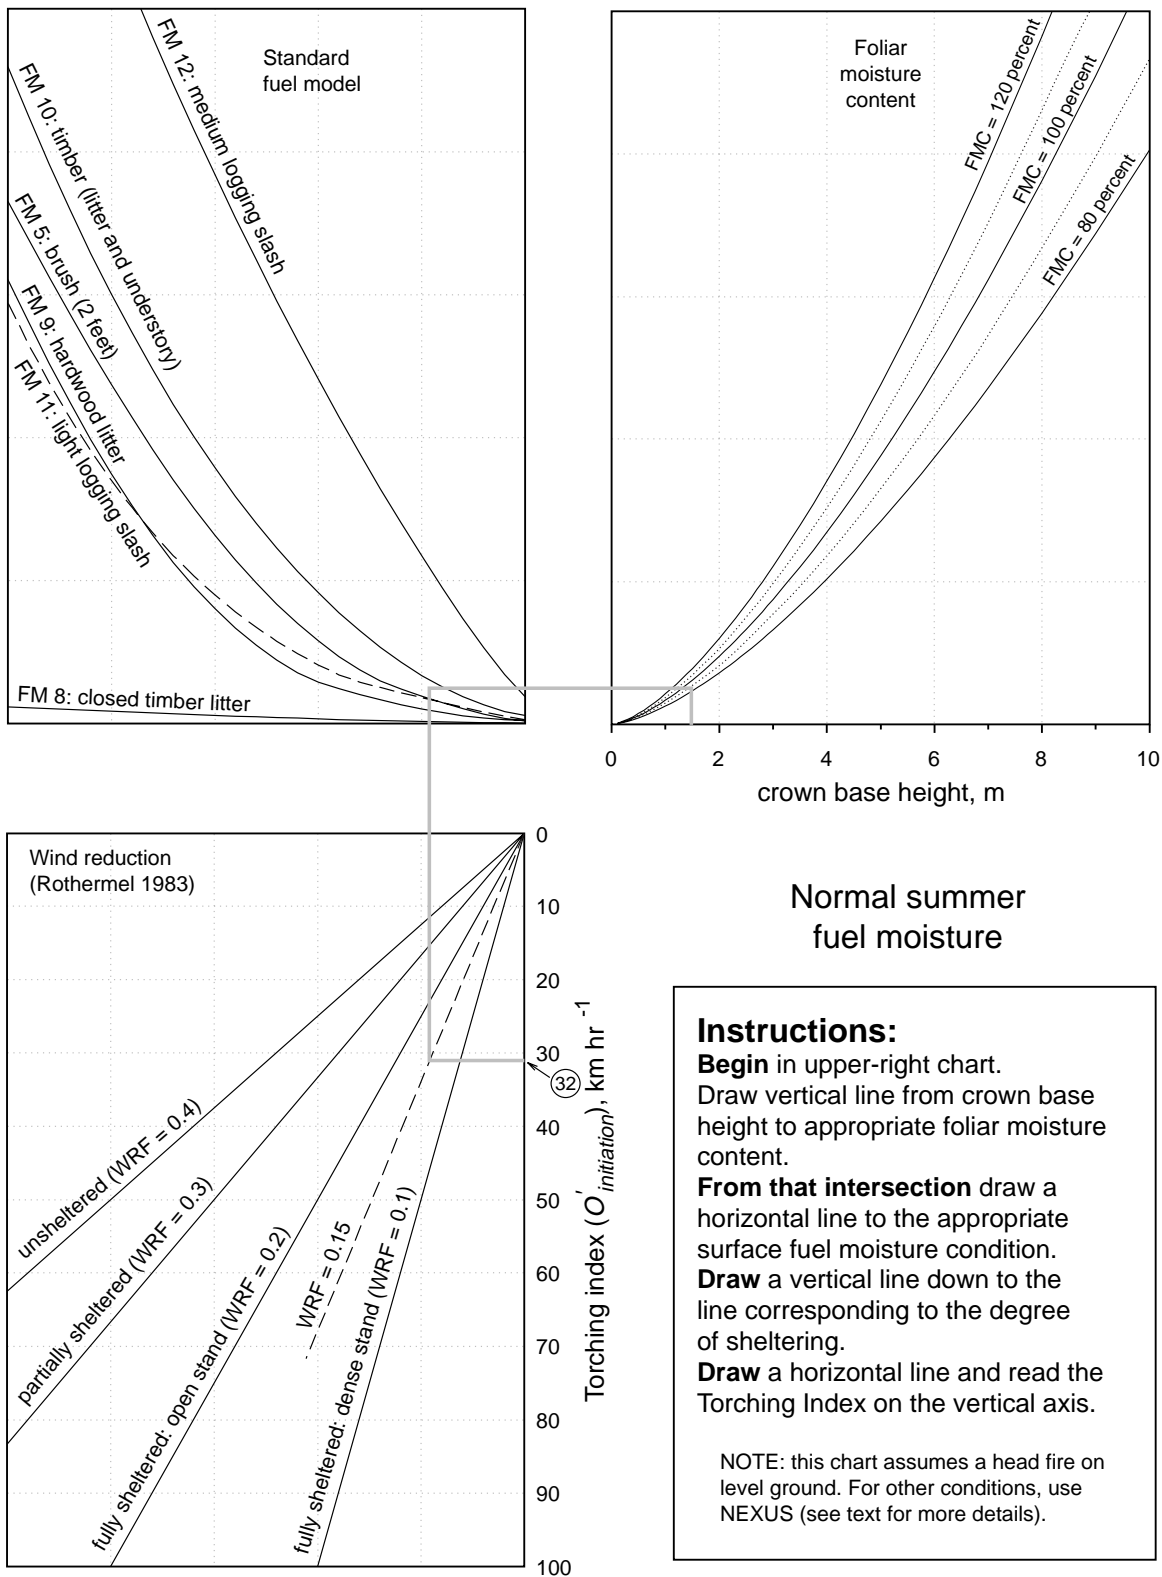 Standard
fuel model
FM 12: medium logging slash
FM 10: timber (litter and understory)
FM 5: brush (2 feet)
FM 9: hardwood litter
FM 11: light logging slash
FM 8: closed timber litter
Foliar
moisture
content
FMC = 120 percent
FMC = 100 percent
FMC = 80 percent
0 2 4 6 8 10
crown base height, m
Wind reduction
(Rothermel 1983)
unsheltered (WRF = 0.4)
partially sheltered (WRF = 0.3)
fully sheltered: open stand (WRF = 0.2)
WRF = 0.15
fully sheltered: dense stand (WRF = 0.1)
0
10
20
30
32
40
50
60
70
80
90
100
Torching index (O'initiation), km hr -1
Normal summer
fuel moisture
Instructions:
Begin in upper-right chart.
Draw vertical line from crown base
height to appropriate foliar moisture
content.
From that intersection draw a
horizontal line to the appropriate
surface fuel moisture condition.
Draw a vertical line down to the
line corresponding to the degree
of sheltering.
Draw a horizontal line and read the
Torching Index on the vertical axis.
NOTE: this chart assumes a head fire on
level ground. For other conditions, use
NEXUS (see text for more details).